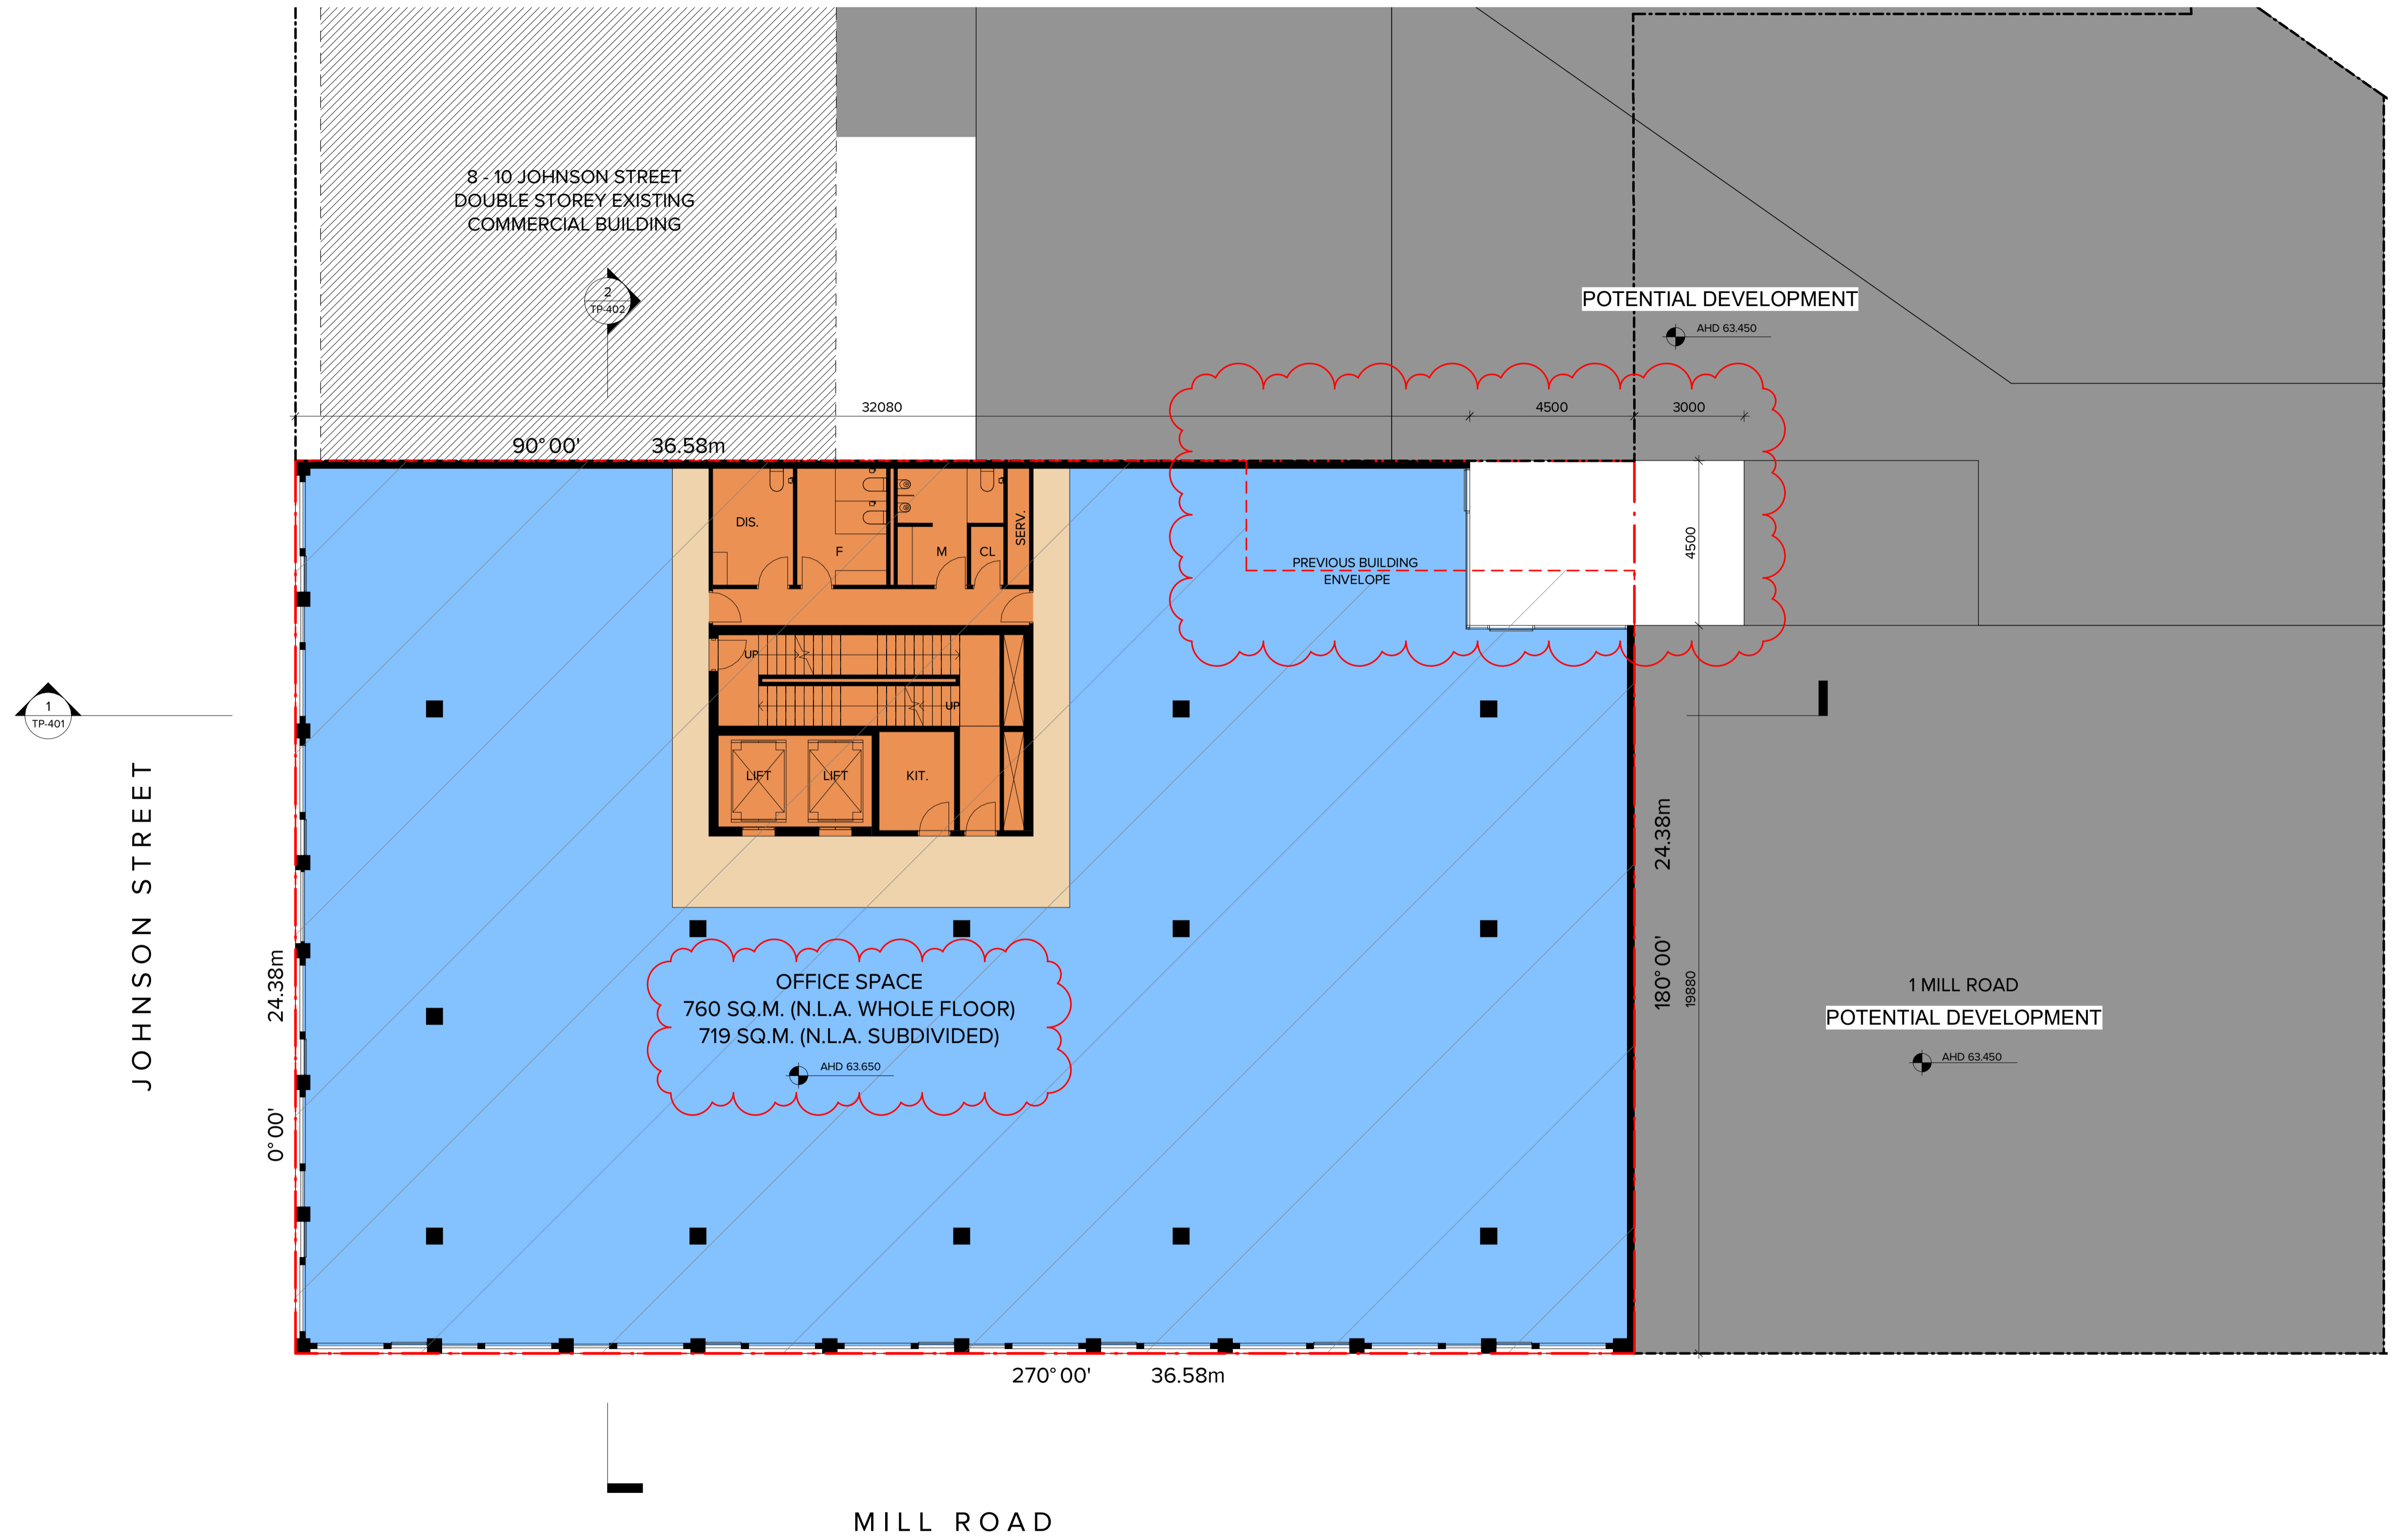 8 - 10 JOHNSON STREET
DOUBLE STOREY EXISTING
COMMERCIAL BUILDING
2
TP-402
POTENTIAL DEVELOPMENT
AHD 63.450
32080
4500
3000
90° 00'
36.58m
DIS.
F
M
CL
SERV.
4500
PREVIOUS BUILDING
ENVELOPE
UP
UP
1
TP-401
LIFT
LIFT
KIT.
JOHNSON STREET
24.38m
0° 00'
24.38m
180° 00'
19880
OFFICE SPACE
760 SQ.M. (N.L.A. WHOLE FLOOR)
719 SQ.M. (N.L.A. SUBDIVIDED)
AHD 63.650
1 MILL ROAD
POTENTIAL DEVELOPMENT
AHD 63.450
270° 00'
36.58m
MILL ROAD